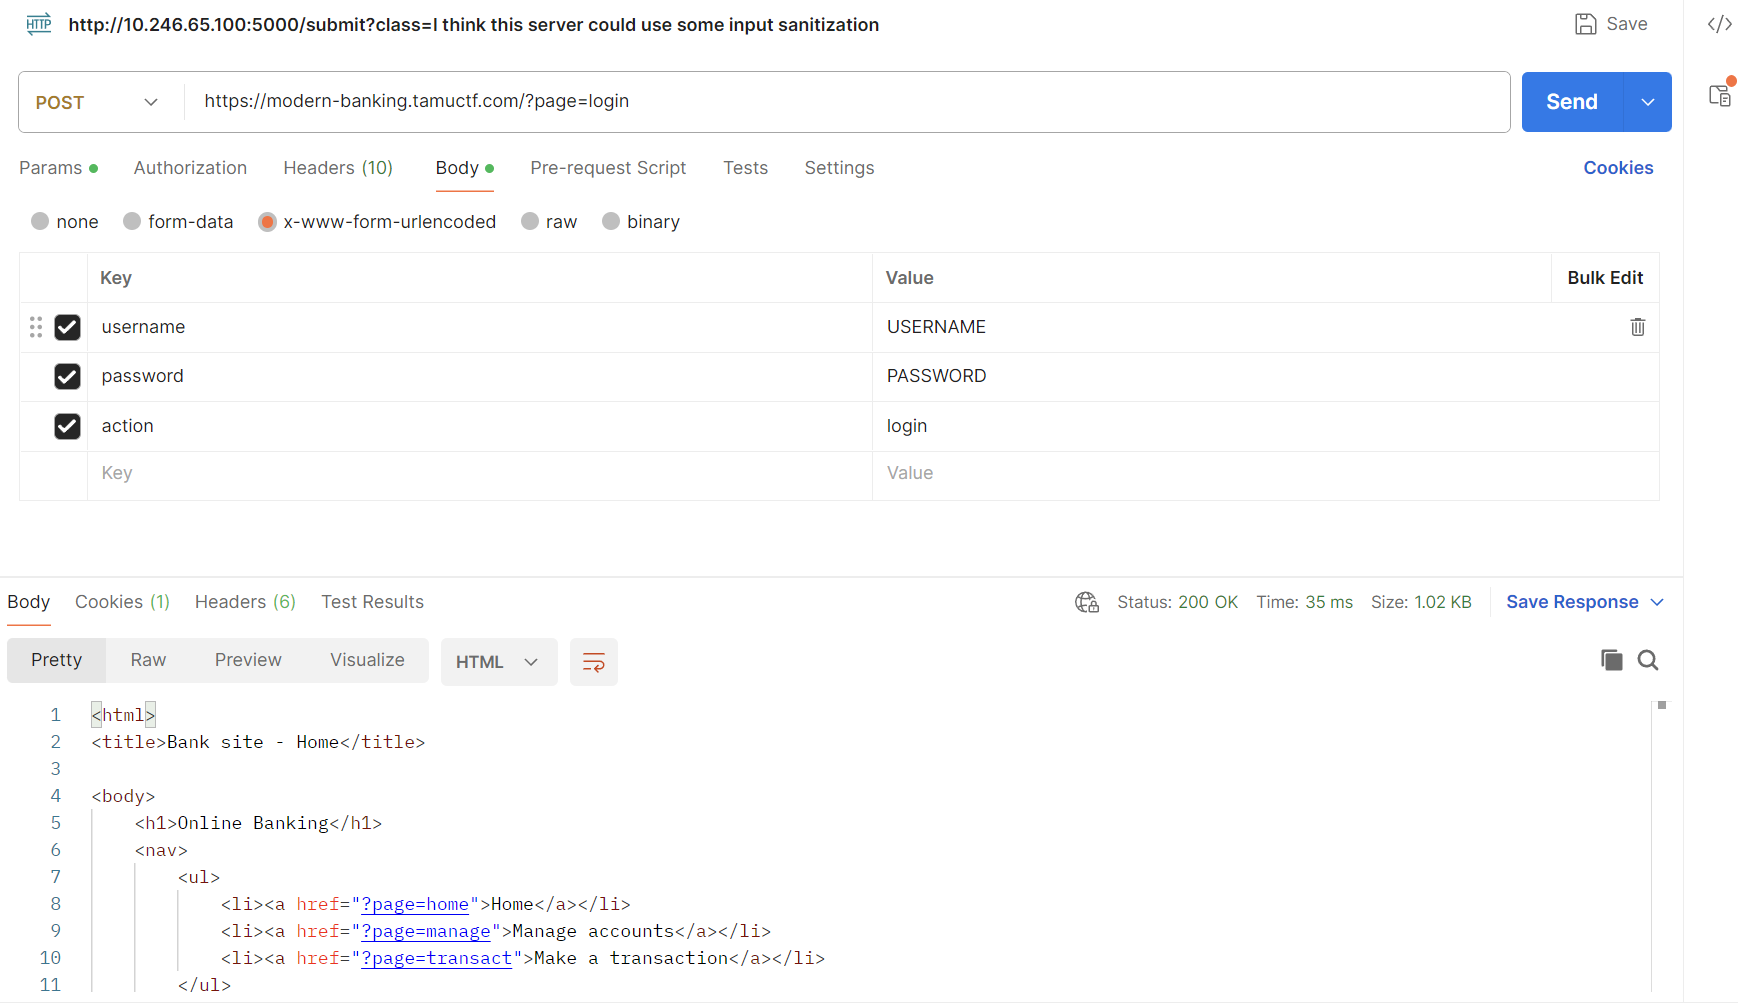 HTTP http://10.246.65.100:5000/submit?class=I think this server could use some input sanitization Save </>
POST https://modern-banking.tamuctf.com/?page=login Send
Params Authorization Headers (10) Body Pre-request Script Tests Settings Cookies
none form-data x-www-form-urlencoded raw binary
Key Value Bulk Edit
username USERNAME
password PASSWORD
action login
Key Value
Body Cookies (1) Headers (6) Test Results Status: 200 OK Time: 35 ms Size: 1.02 KB Save Response
Pretty Raw Preview Visualize HTML
1 <html>
2 <title>Bank site - Home</title>
3
4 <body>
5 <h1>Online Banking</h1>
6 <nav>
7 <ul>
8 <li><a href="?page=home">Home</a></li>
9 <li><a href="?page=manage">Manage accounts</a></li>
10 <li><a href="?page=transact">Make a transaction</a></li>
11 </ul>